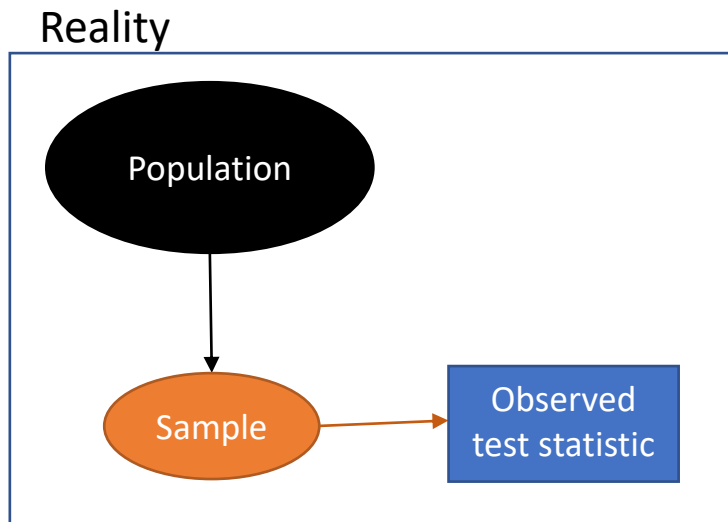 Reality
Population
Sample
Observed
test statistic